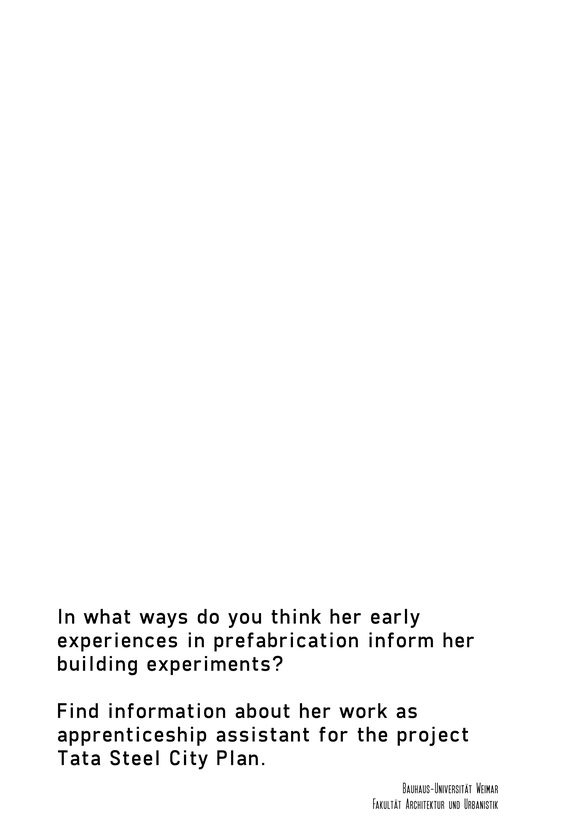 In what ways do you think her early
experiences in prefabrication inform her
building experiments?
Find information about her work as
apprenticeship assistant for the project
Tata Steel City Plan.
Bauhaus-Universität Weimar
Fakultät Architektur und Urbanistik